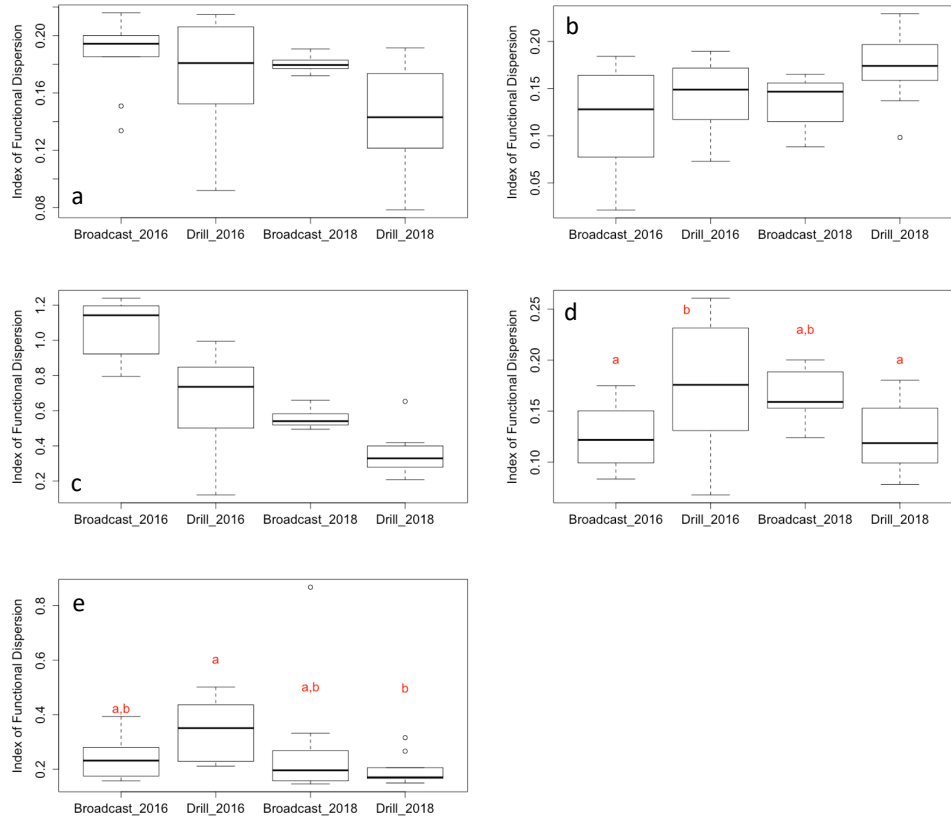 Index of Functional Dispersion
0.20
0.16
0.12
0.08
a
Broadcast_2016 Drill_2016 Broadcast_2018 Drill_2018
Index of Functional Dispersion
0.20
0.15
0.10
0.05
b
Broadcast_2016 Drill_2016 Broadcast_2018 Drill_2018
Index of Functional Dispersion
1.2
1.0
0.8
0.6
0.4
0.2
c
Broadcast_2016 Drill_2016 Broadcast_2018 Drill_2018
Index of Functional Dispersion
0.25
0.20
0.15
0.10
d
a b a,b a
Broadcast_2016 Drill_2016 Broadcast_2018 Drill_2018
Index of Functional Dispersion
0.8
0.6
0.4
0.2
e
a,b a a,b b
Broadcast_2016 Drill_2016 Broadcast_2018 Drill_2018